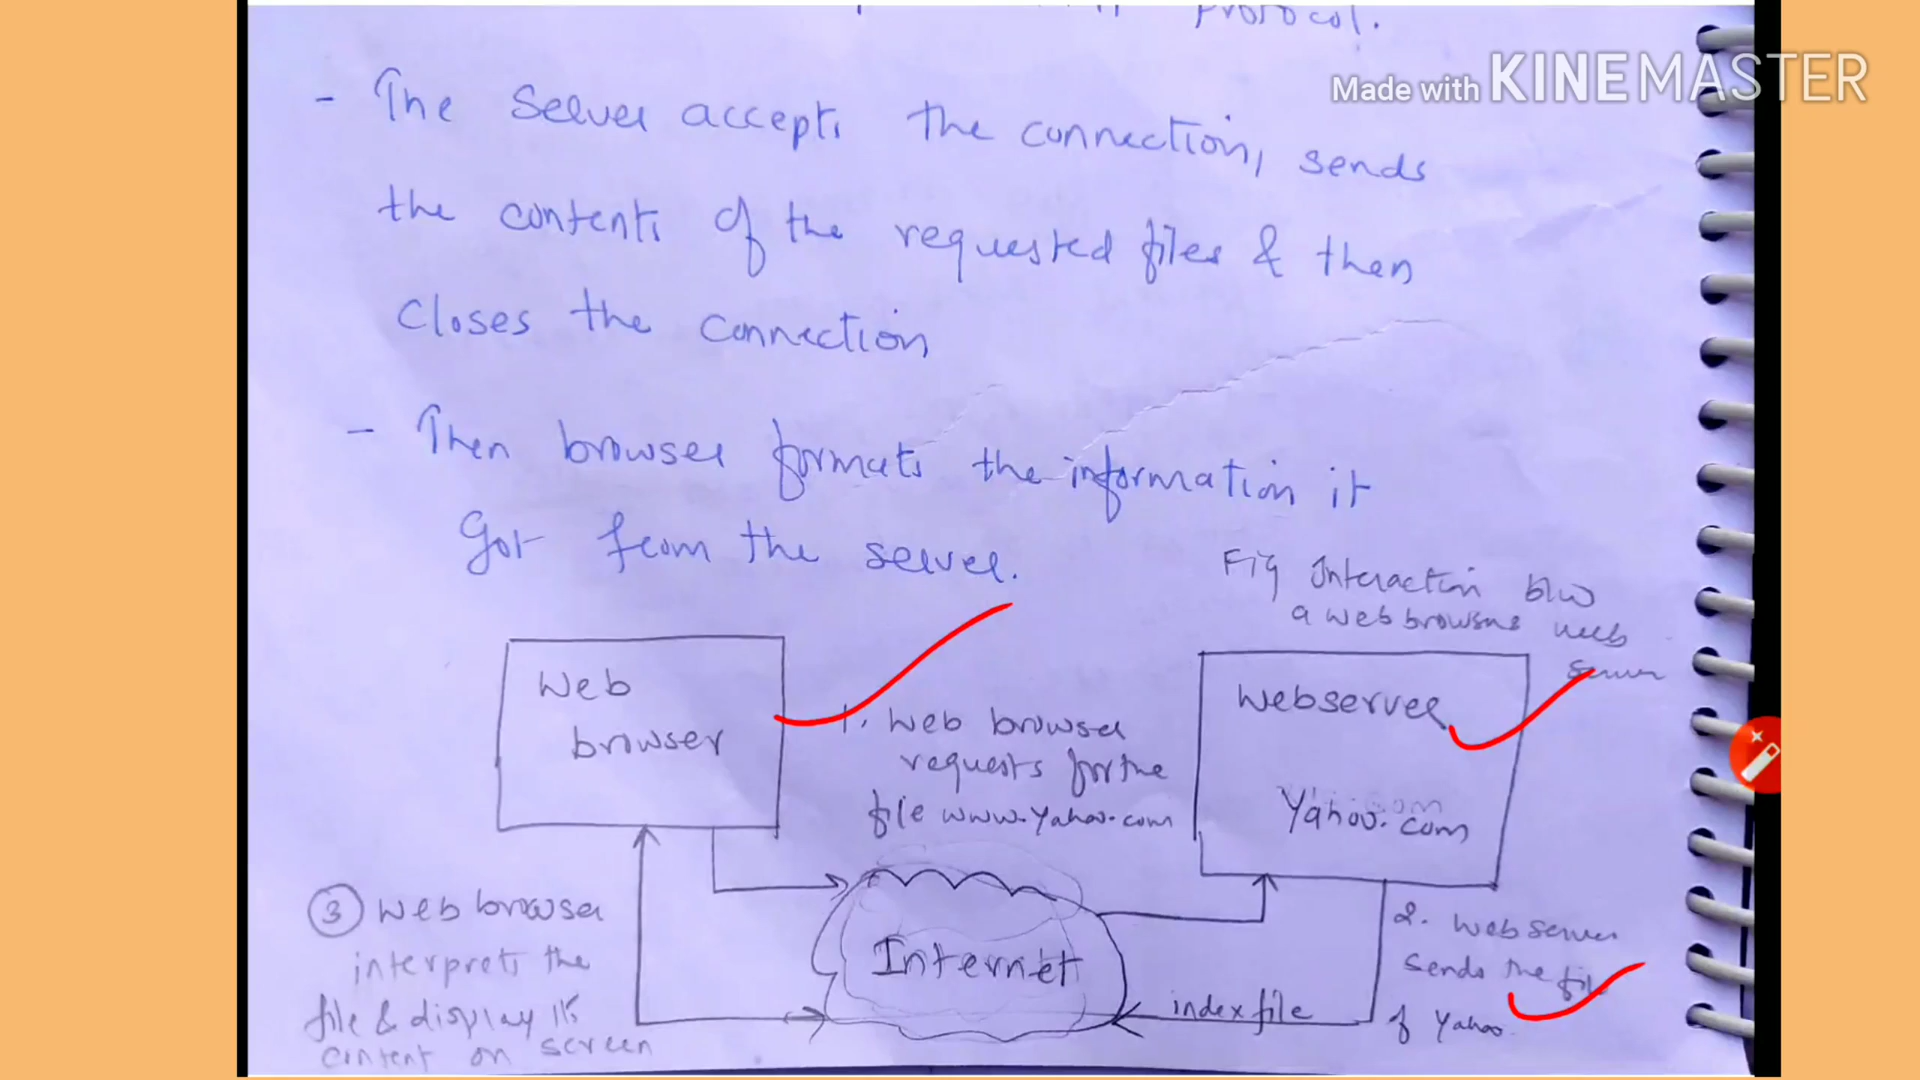 protocol.
Made with KINEMASTER
- The server accepts the connection, sends
the contents of the requested files & then
closes the connection
- Then browser formats the information it
got from the server.
Fig Interaction b/w
a web browser web
server
Web
browser
1. Web browser
requests for the
file www.yahoo.com
Webserver
Yahoo.com
③ Web browser
interprets the
file & display its
content on screen
Internet
index file
2. Web server
sends the file
of Yahoo.